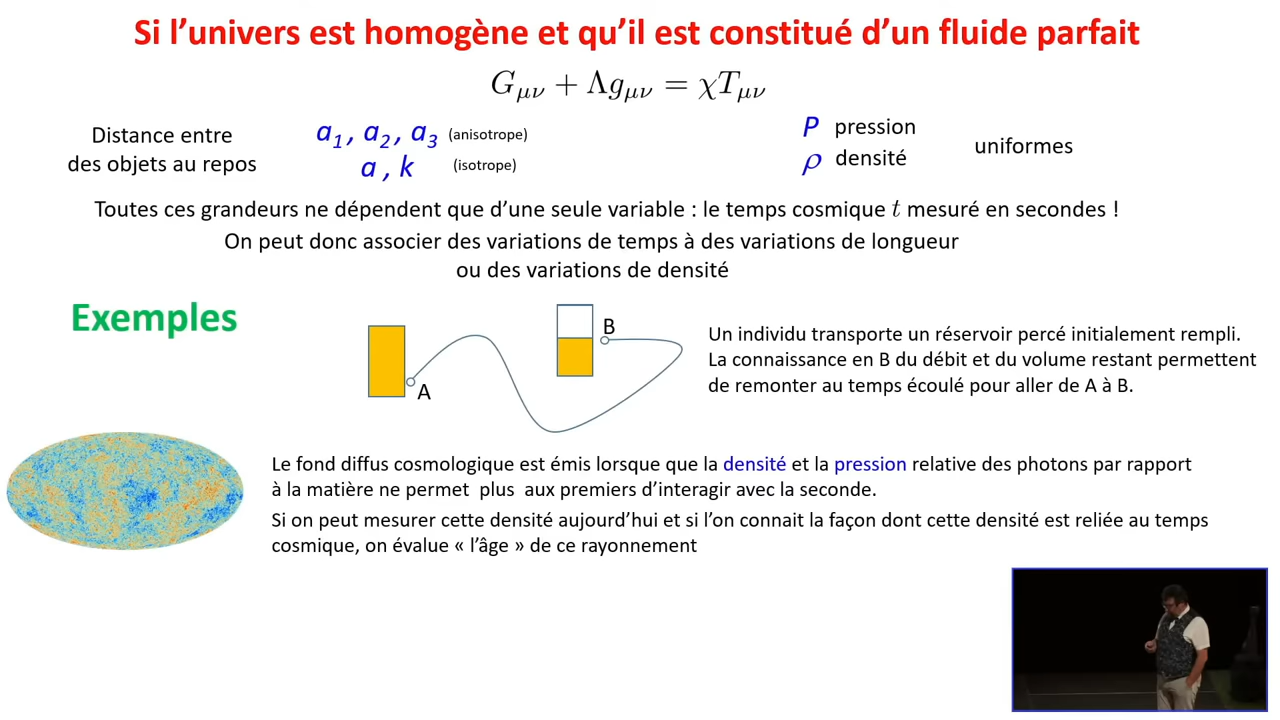 Si l’univers est homogène et qu’il est constitué d’un fluide parfait
G_{μν} + Λg_{μν} = χT_{μν}
Distance entre
des objets au repos
a₁ , a₂ , a₃ (anisotrope)
a , k (isotrope)
P pression
ρ densité
uniformes
Toutes ces grandeurs ne dépendent que d’une seule variable : le temps cosmique t mesuré en secondes !
On peut donc associer des variations de temps à des variations de longueur
ou des variations de densité
Exemples
A
B
Un individu transporte un réservoir percé initialement rempli.
La connaissance en B du débit et du volume restant permettent
de remonter au temps écoulé pour aller de A à B.
Le fond diffus cosmologique est émis lorsque que la densité et la pression relative des photons par rapport
à la matière ne permet plus aux premiers d’interagir avec la seconde.
Si on peut mesurer cette densité aujourd’hui et si l’on connait la façon dont cette densité est reliée au temps
cosmique, on évalue « l’âge » de ce rayonnement